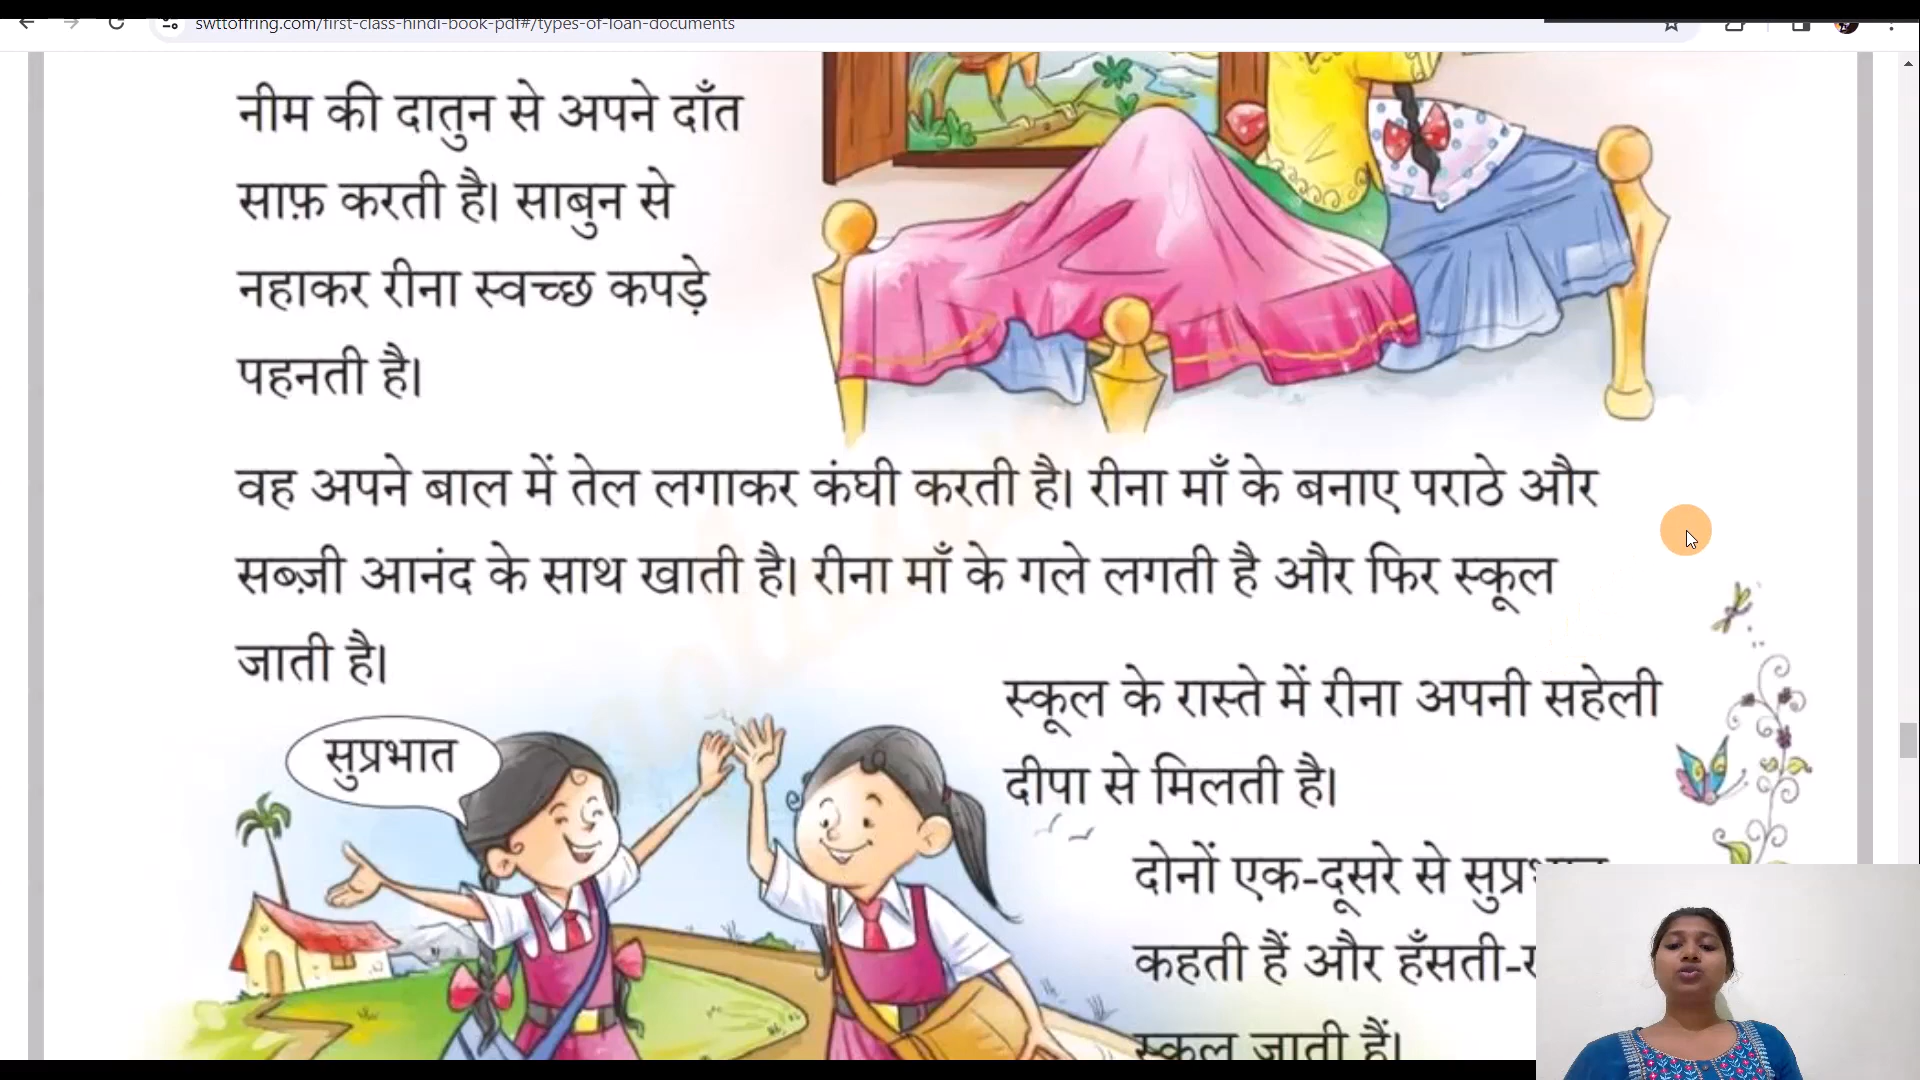 swttoffring.com/first-class-hindi-book-pdf#/types-of-loan-documents
नीम की दातुन से अपने दाँत
साफ़ करती है। साबुन से
नहाकर रीना स्वच्छ कपड़े
पहनती है।
वह अपने बाल में तेल लगाकर कंघी करती है। रीना माँ के बनाए पराठे और
सब्ज़ी आनंद के साथ खाती है। रीना माँ के गले लगती है और फिर स्कूल
जाती है।
सुप्रभात
स्कूल के रास्ते में रीना अपनी सहेली
दीपा से मिलती है।
दोनों एक-दूसरे से
कहती हैं और
स्कूल जाती हैं।